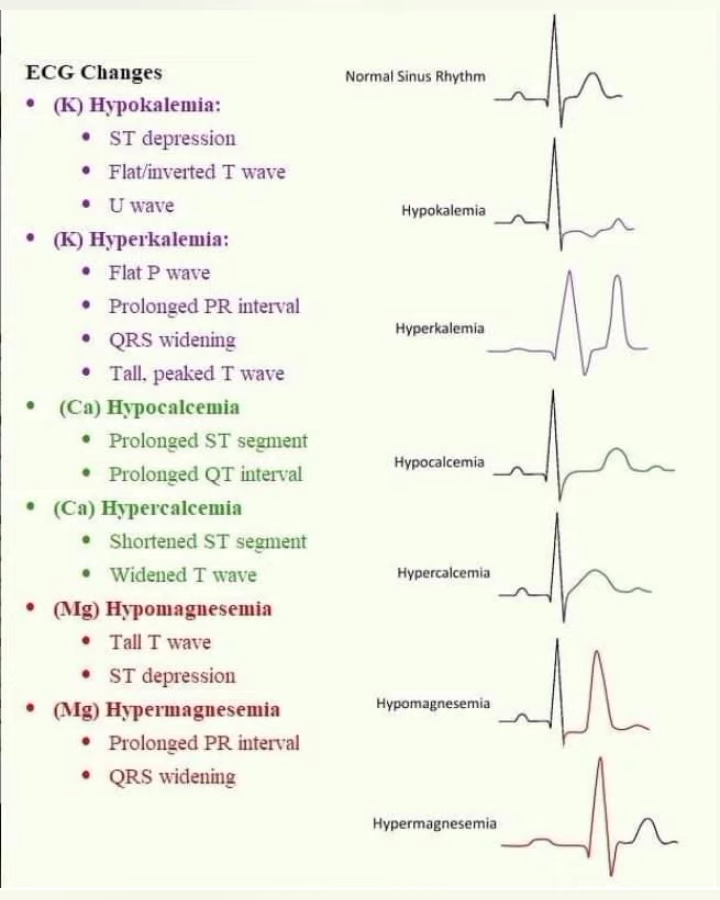 ECG Changes
• (K) Hypokalemia:
• ST depression
• Flat/inverted T wave
• U wave
• (K) Hyperkalemia:
• Flat P wave
• Prolonged PR interval
• QRS widening
• Tall, peaked T wave
• (Ca) Hypocalcemia
• Prolonged ST segment
• Prolonged QT interval
• (Ca) Hypercalcemia
• Shortened ST segment
• Widened T wave
• (Mg) Hypomagnesemia
• Tall T wave
• ST depression
• (Mg) Hypermagnesemia
• Prolonged PR interval
• QRS widening
Normal Sinus Rhythm
Hypokalemia
Hyperkalemia
Hypocalcemia
Hypercalcemia
Hypomagnesemia
Hypermagnesemia